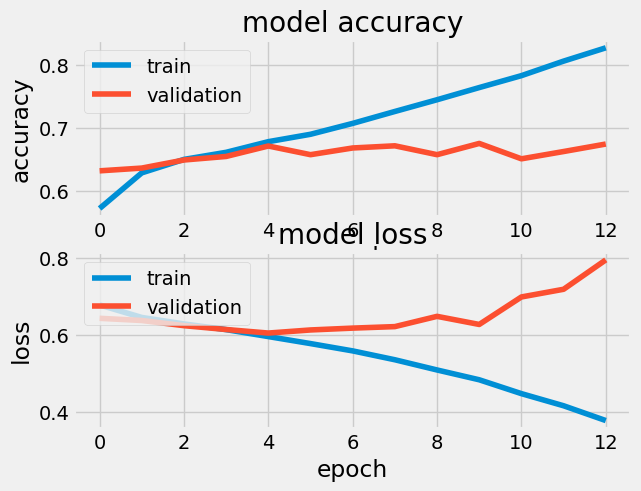 model accuracy
accuracy
0.8
0.7
0.6
train
validation
0 2 4 6 8 10 12
model loss
loss
0.8
0.6
0.4
train
validation
0 2 4 6 8 10 12
epoch